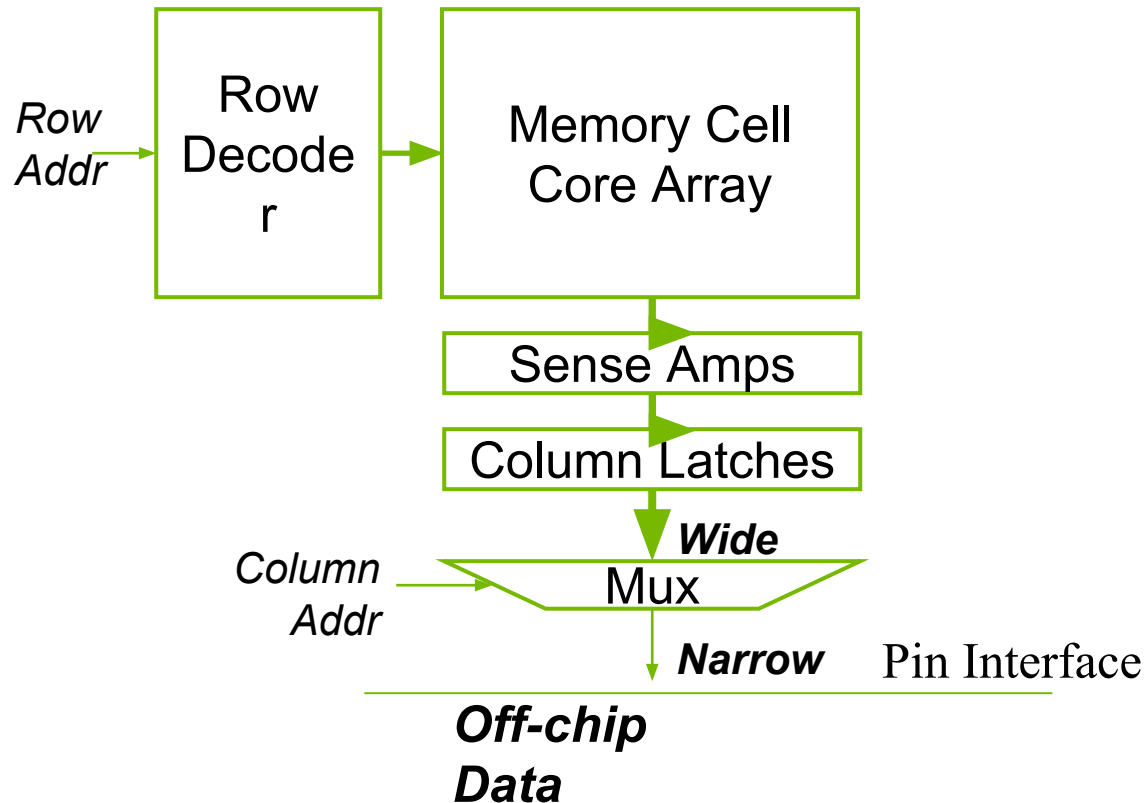 Row
Addr
Row
Decode
r
Memory Cell
Core Array
Sense Amps
Column Latches
Wide
Column
Addr
Mux
Narrow
Pin Interface
Off-chip
Data